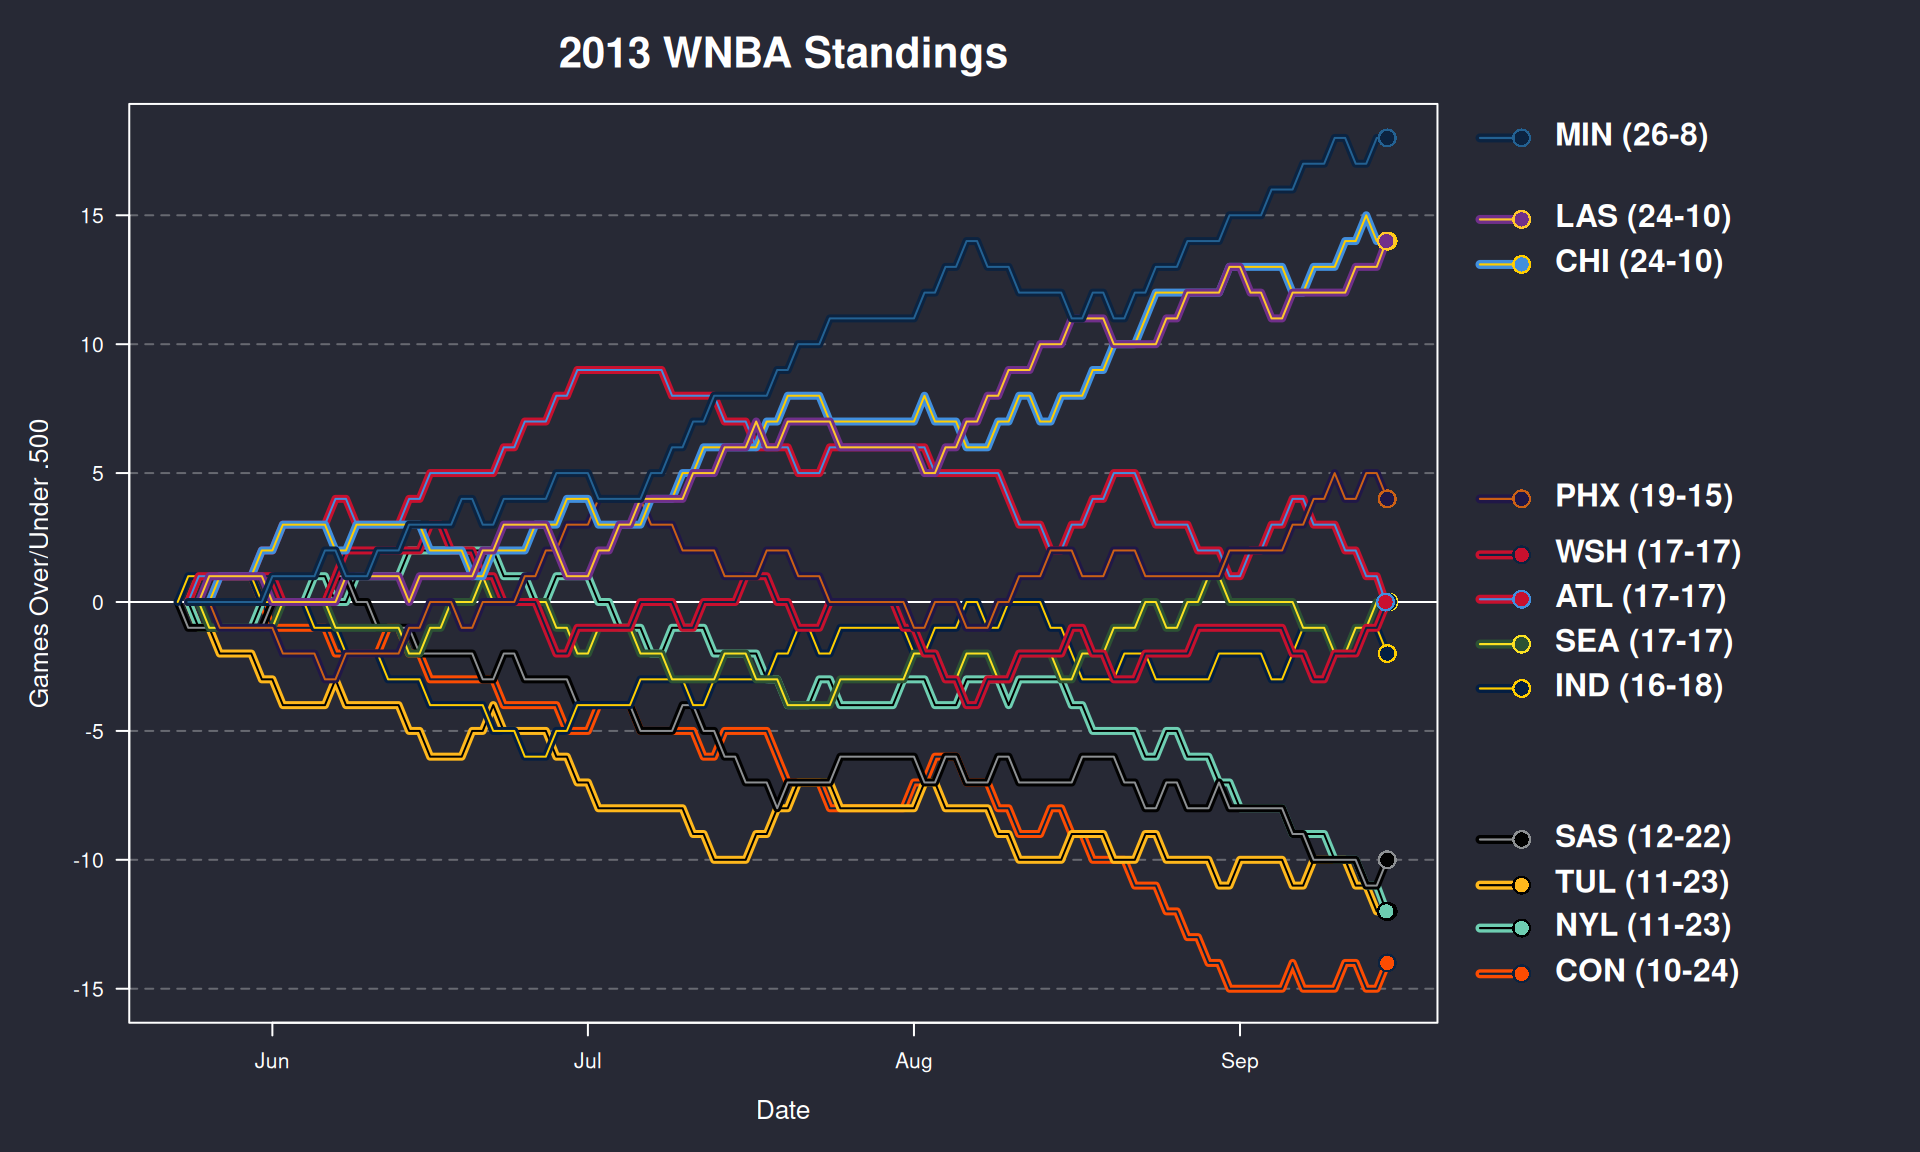 2013 WNBA Standings
Games Over/Under .500
15
10
5
0
-5
-10
-15
Jun
Jul
Aug
Sep
Date
MIN (26-8)
LAS (24-10)
CHI (24-10)
PHX (19-15)
WSH (17-17)
ATL (17-17)
SEA (17-17)
IND (16-18)
SAS (12-22)
TUL (11-23)
NYL (11-23)
CON (10-24)